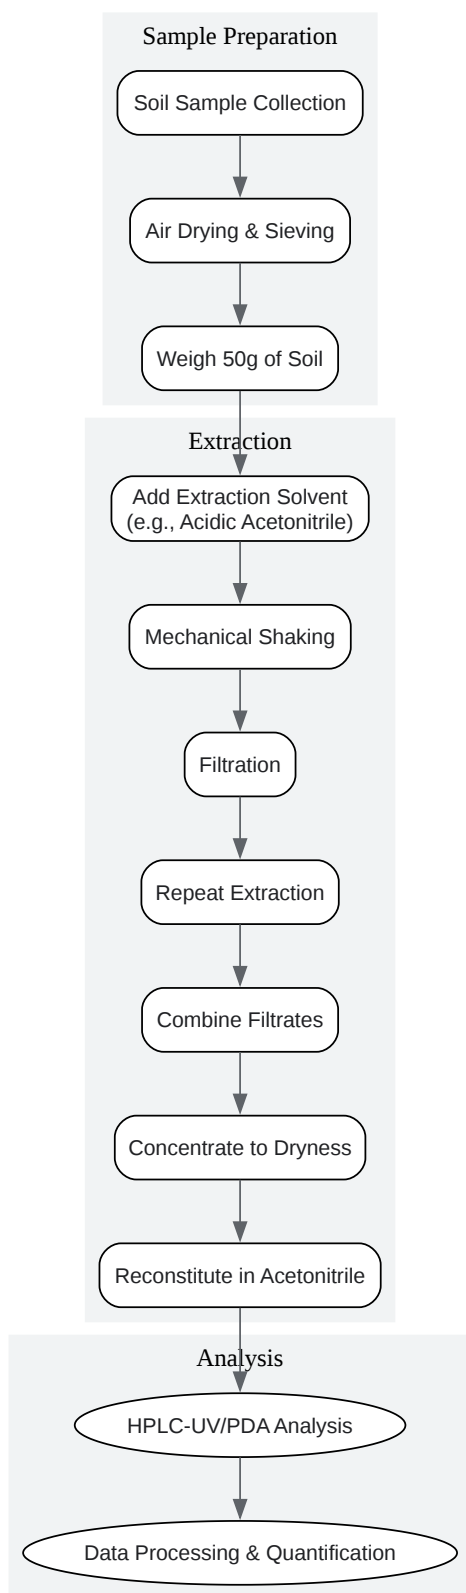 Sample Preparation
Soil Sample Collection
Air Drying & Sieving
Weigh 50g of Soil
Extraction
Add Extraction Solvent
(e.g., Acidic Acetonitrile)
Mechanical Shaking
Filtration
Repeat Extraction
Combine Filtrates
Concentrate to Dryness
Reconstitute in Acetonitrile
Analysis
HPLC-UV/PDA Analysis
Data Processing & Quantification